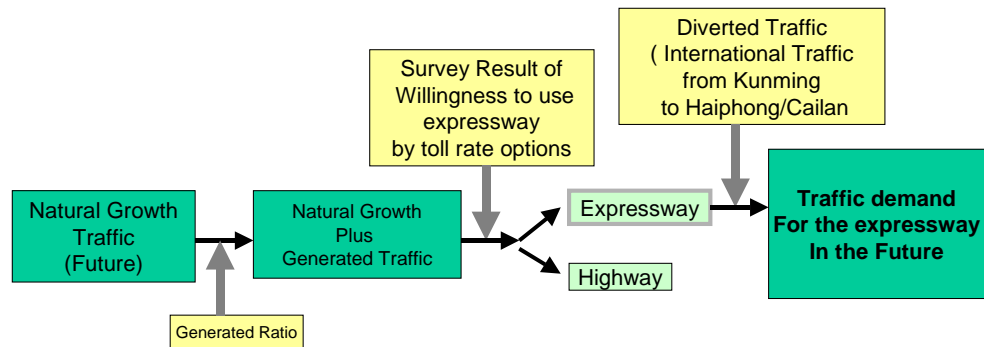 Diverted Traffic
( International Traffic
from Kunming
to Haiphong/Cailan
Survey Result of
Willingness to use
expressway
by toll rate options
Natural Growth
Traffic
(Future)
Natural Growth
Plus
Generated Traffic
Expressway
Highway
Traffic demand
For the expressway
In the Future
Generated Ratio